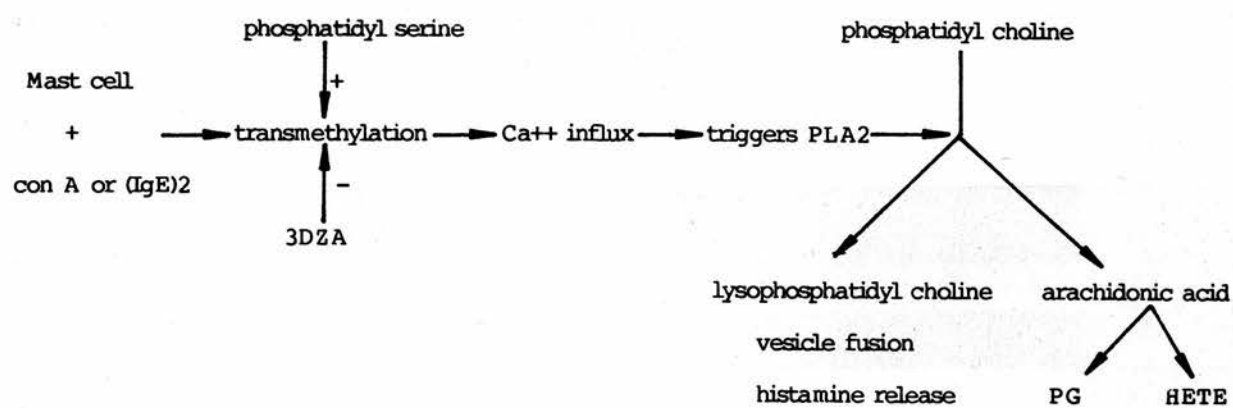 phosphatidyl serine
phosphatidyl choline
Mast cell
+
+
transmethylation
Ca++ influx
triggers PLA2
con A or (IgE)2
-
3DZA
lysophosphatidyl choline
arachidonic acid
vesicle fusion
histamine release
PG
HETE